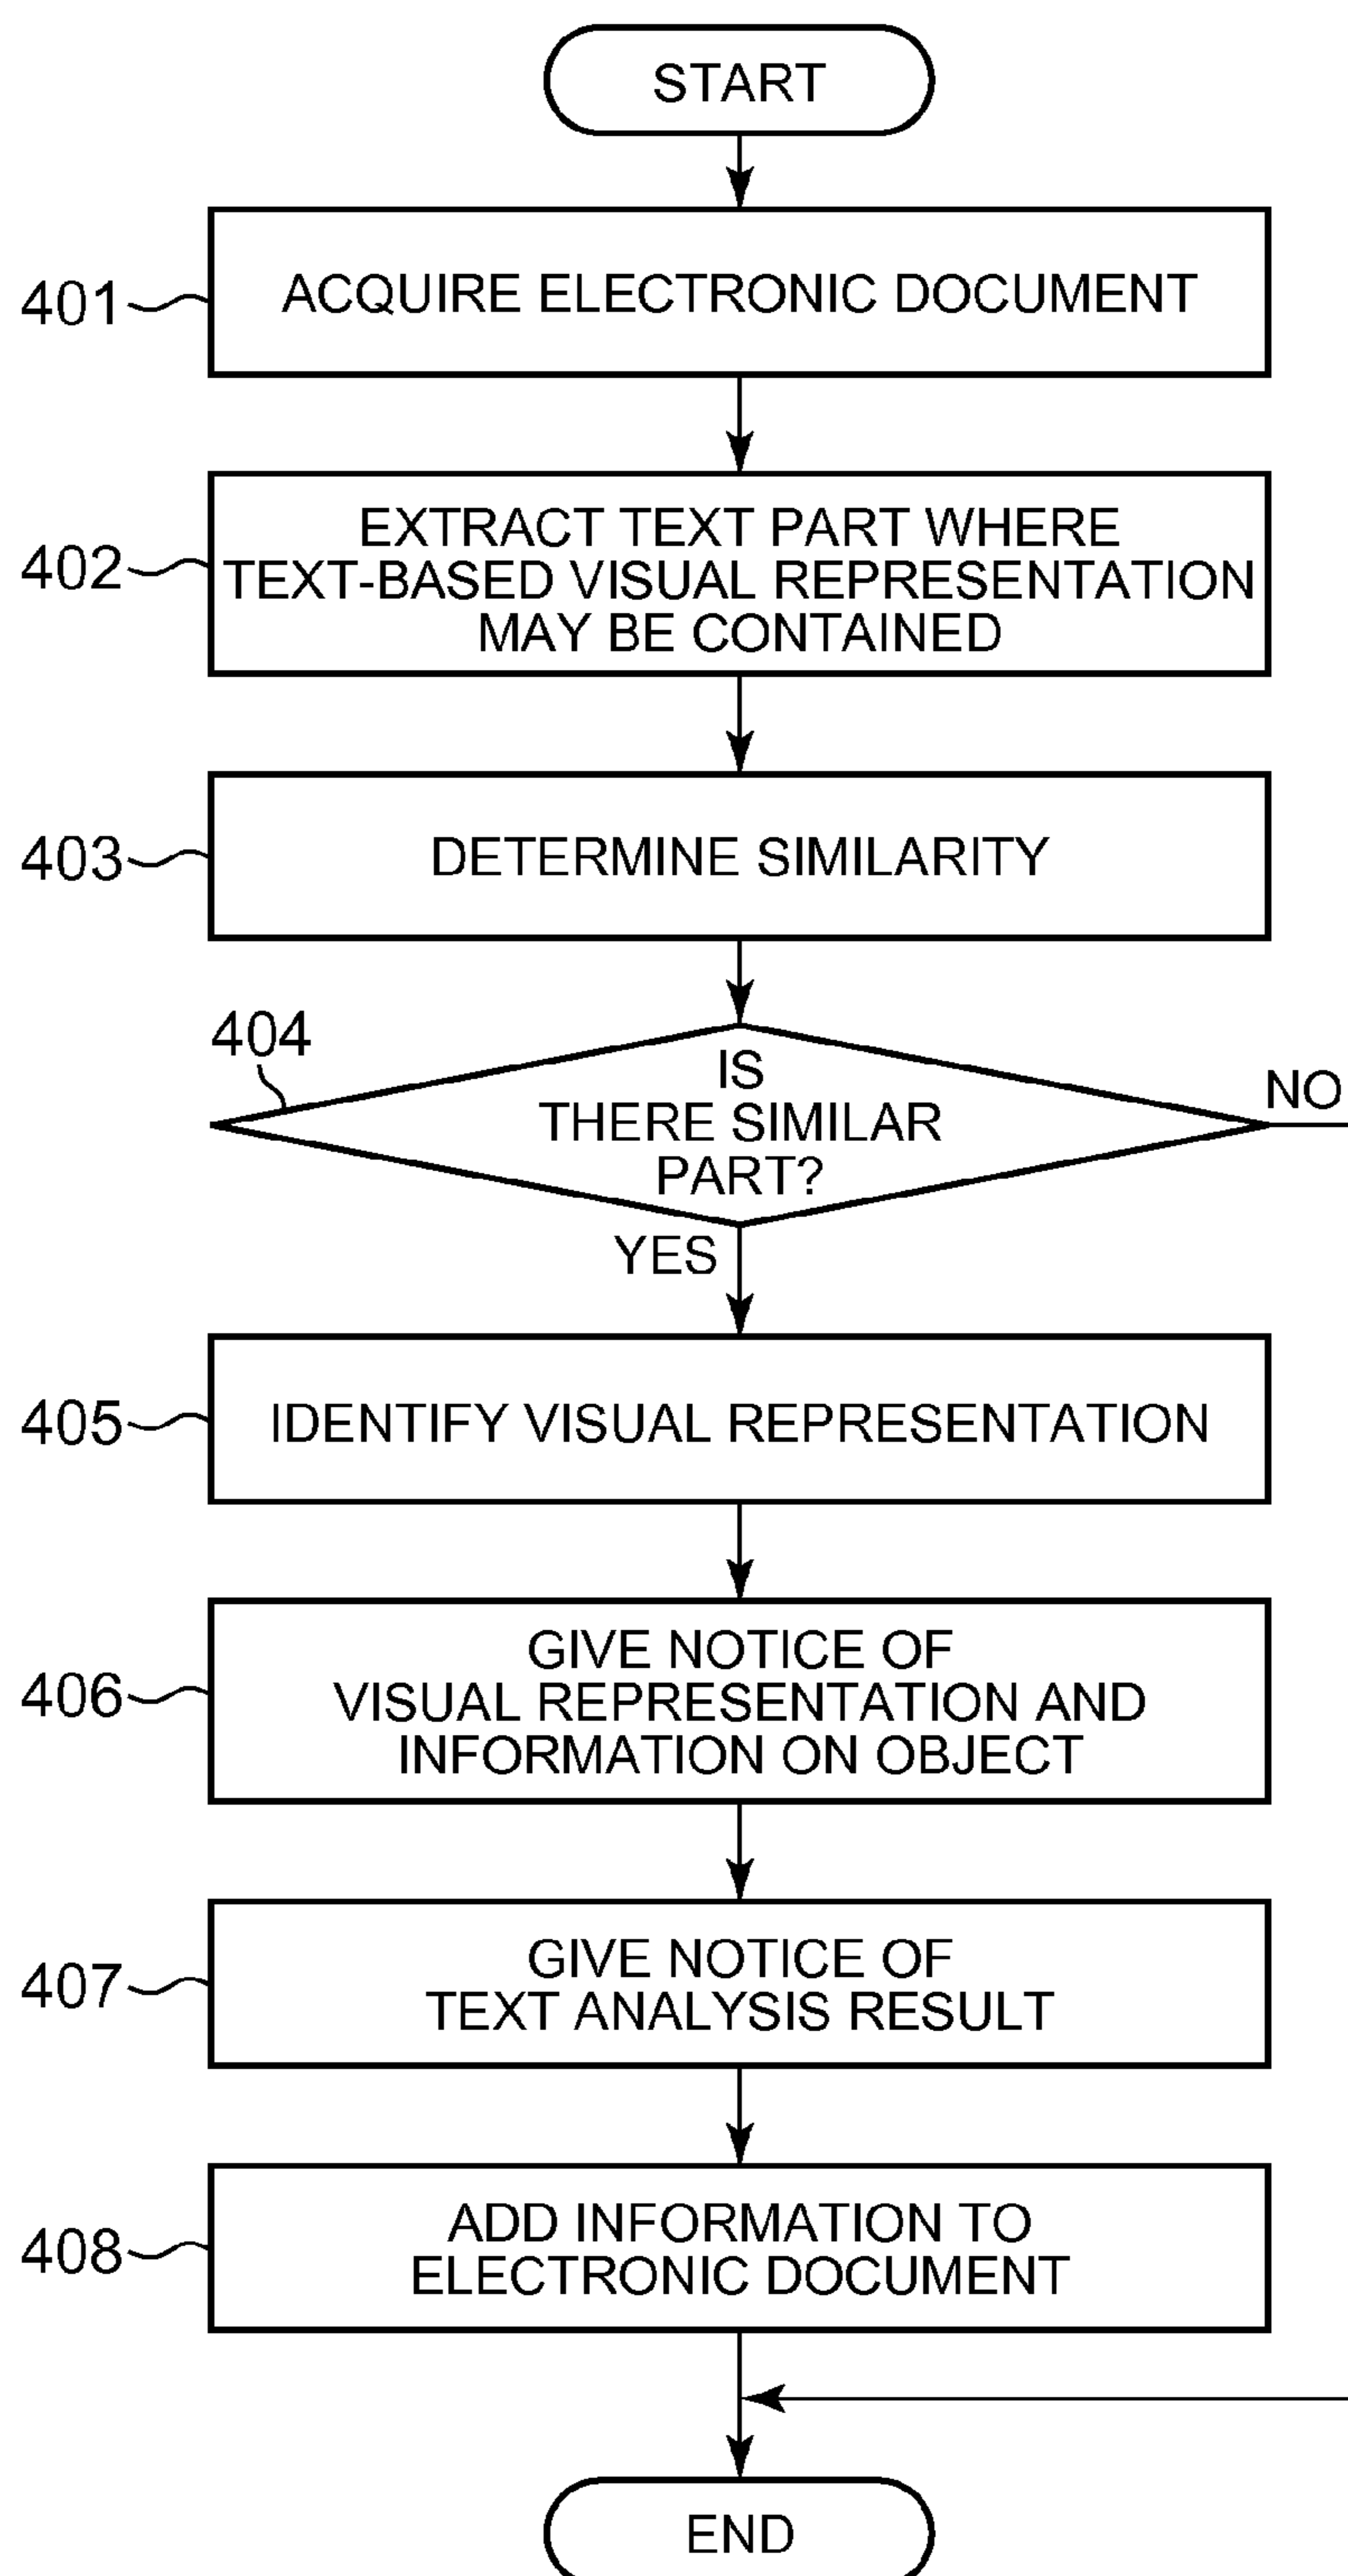 START
401
ACQUIRE ELECTRONIC DOCUMENT
402
EXTRACT TEXT PART WHERE
TEXT-BASED VISUAL REPRESENTATION
MAY BE CONTAINED
403
DETERMINE SIMILARITY
404
IS
THERE SIMILAR
PART?
NO
YES
405
IDENTIFY VISUAL REPRESENTATION
406
GIVE NOTICE OF
VISUAL REPRESENTATION AND
INFORMATION ON OBJECT
407
GIVE NOTICE OF
TEXT ANALYSIS RESULT
408
ADD INFORMATION TO
ELECTRONIC DOCUMENT
END